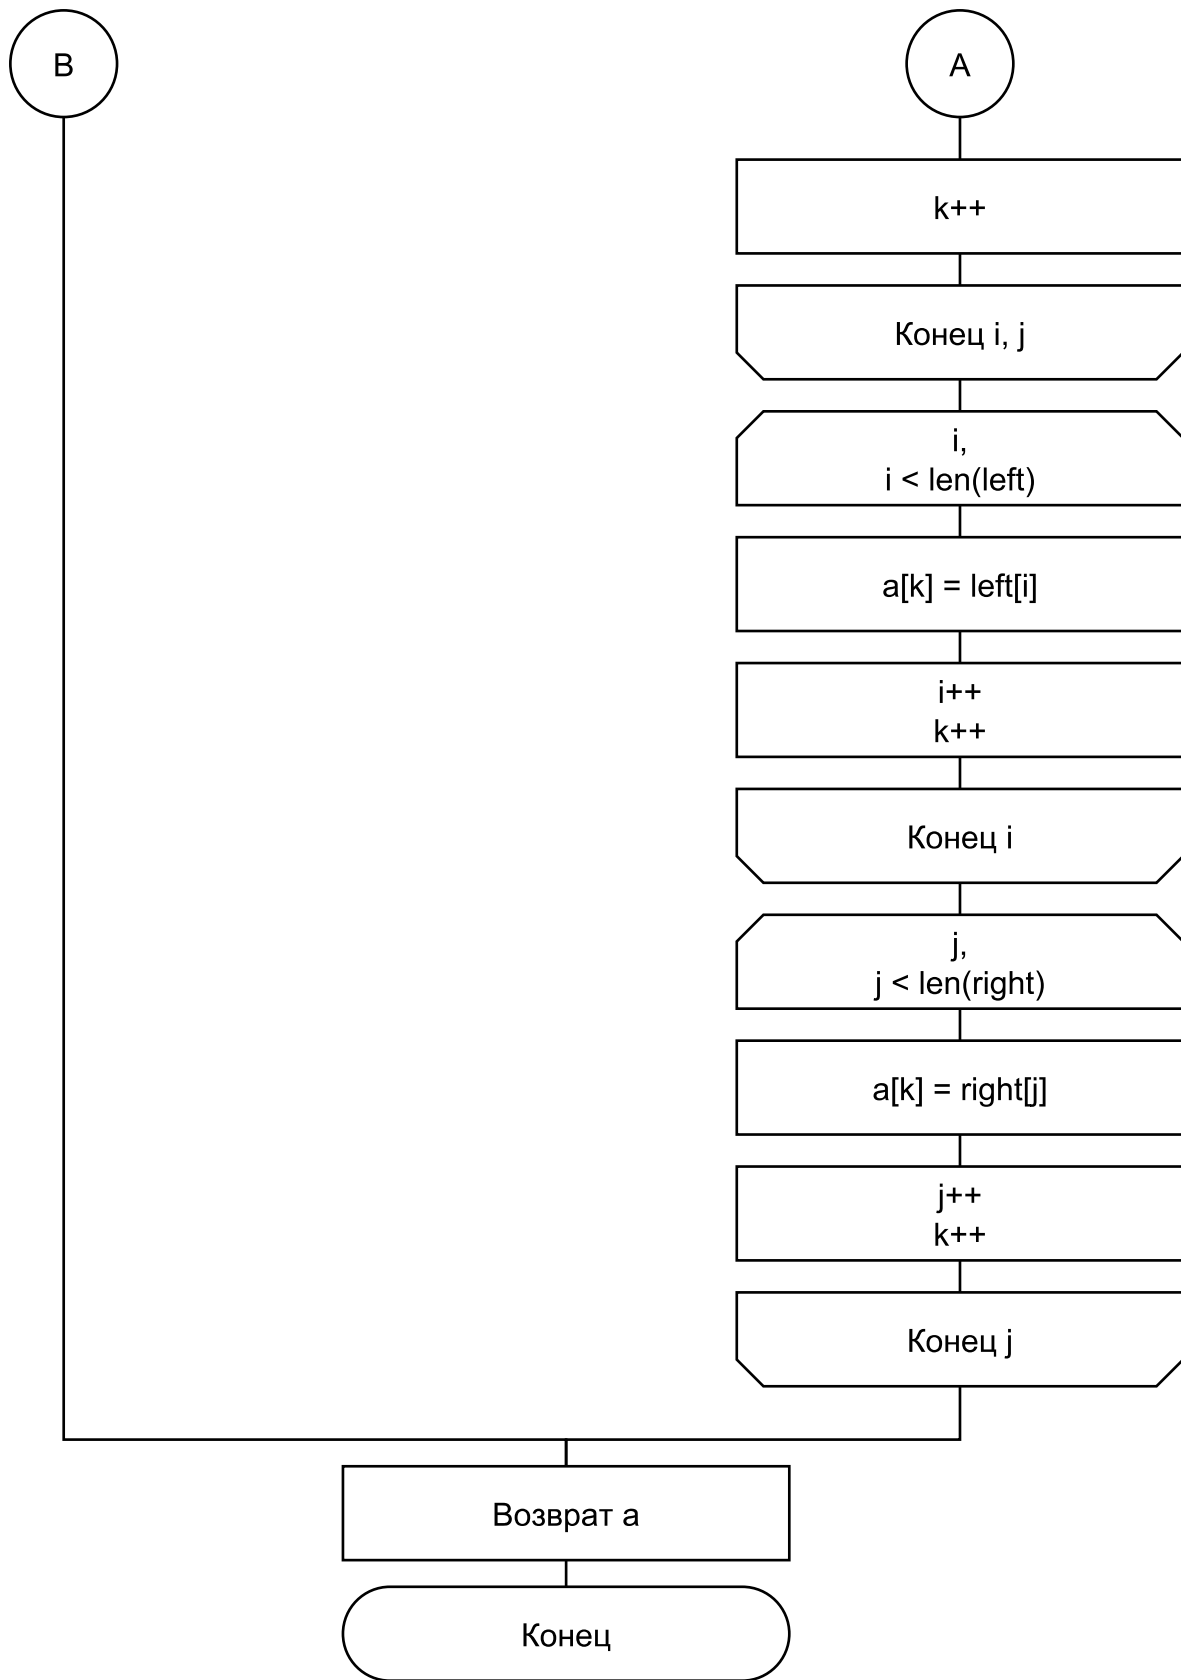 B
A
k++
Конец i, j
i,
i < len(left)
a[k] = left[i]
i++
k++
Конец i
j,
j < len(right)
a[k] = right[j]
j++
k++
Конец j
Возврат a
Конец